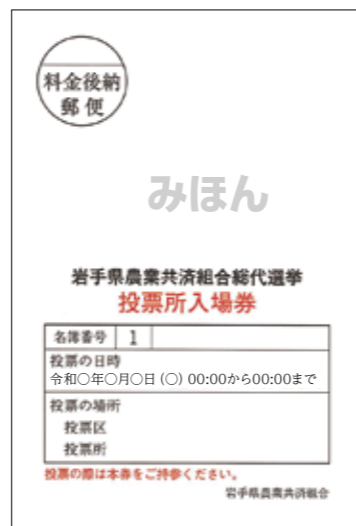 料金後納
郵便
みほん
岩手県農業共済組合総代選挙
投票所入場券
名簿番号 1
投票の日時
令和○年○月○日(○) 00:00から00:00まで
投票の場所
投票区
投票所
投票の際は本券をご持参ください。
岩手県農業共済組合